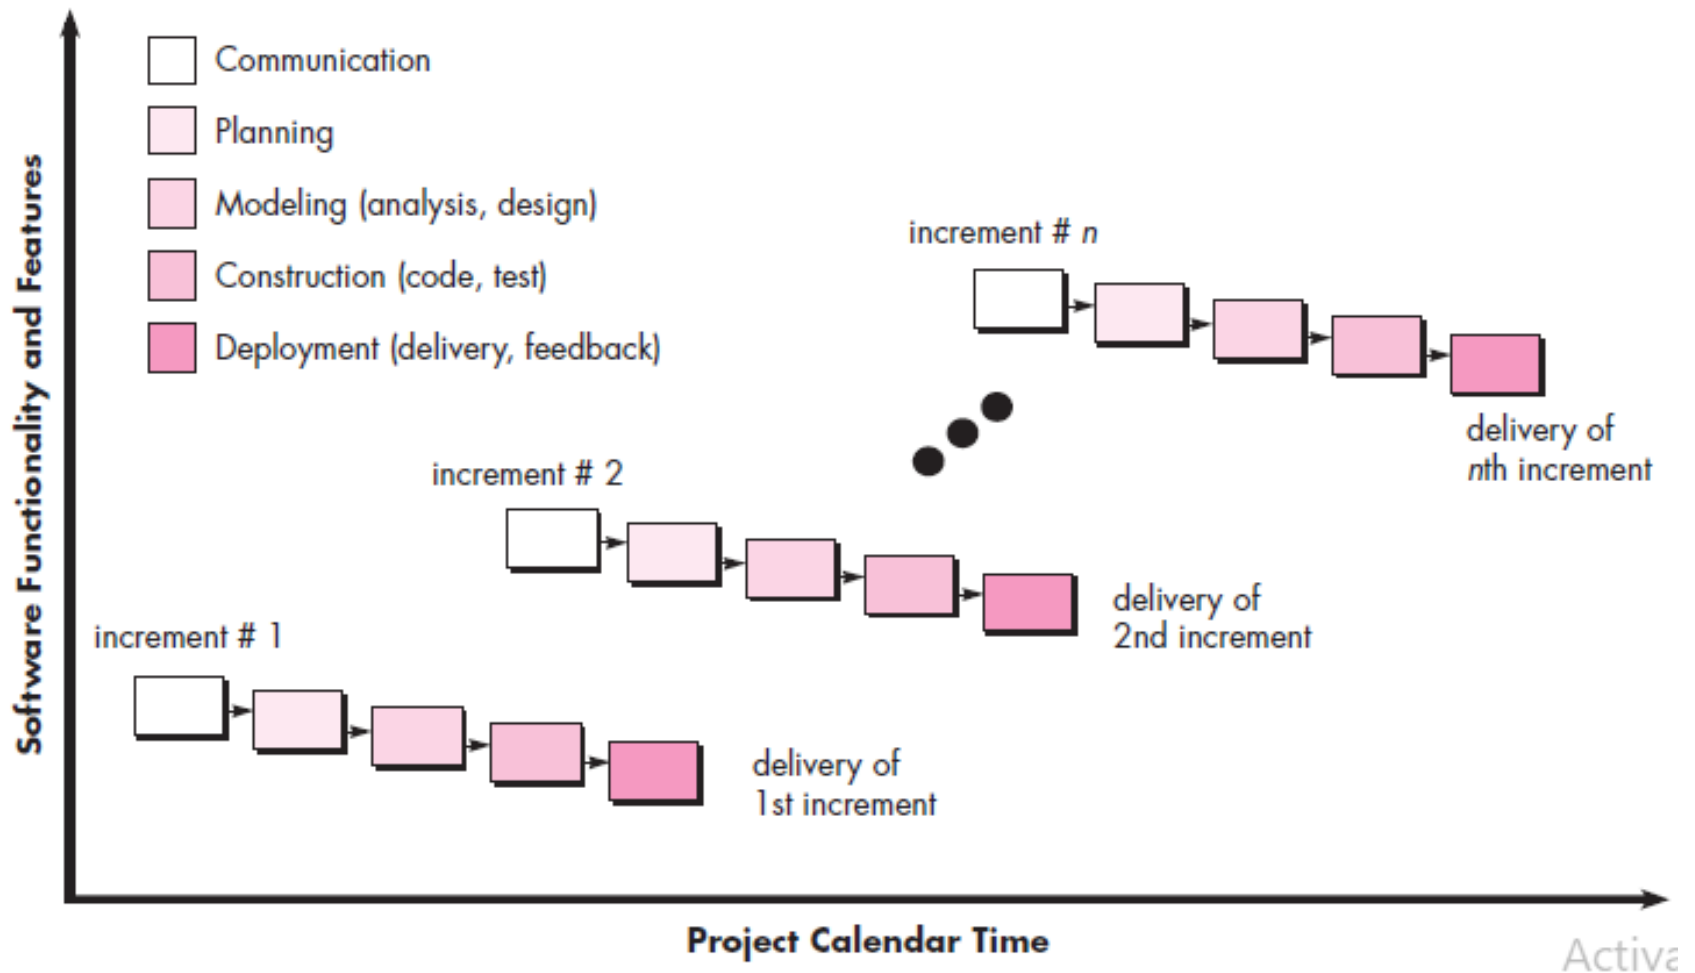 Communication
Planning
Modeling (analysis, design)
Construction (code, test)
Deployment (delivery, feedback)
increment # n
delivery of
nth increment
increment # 2
delivery of
2nd increment
increment # 1
delivery of
1st increment
Software Functionality and Features
Project Calendar Time